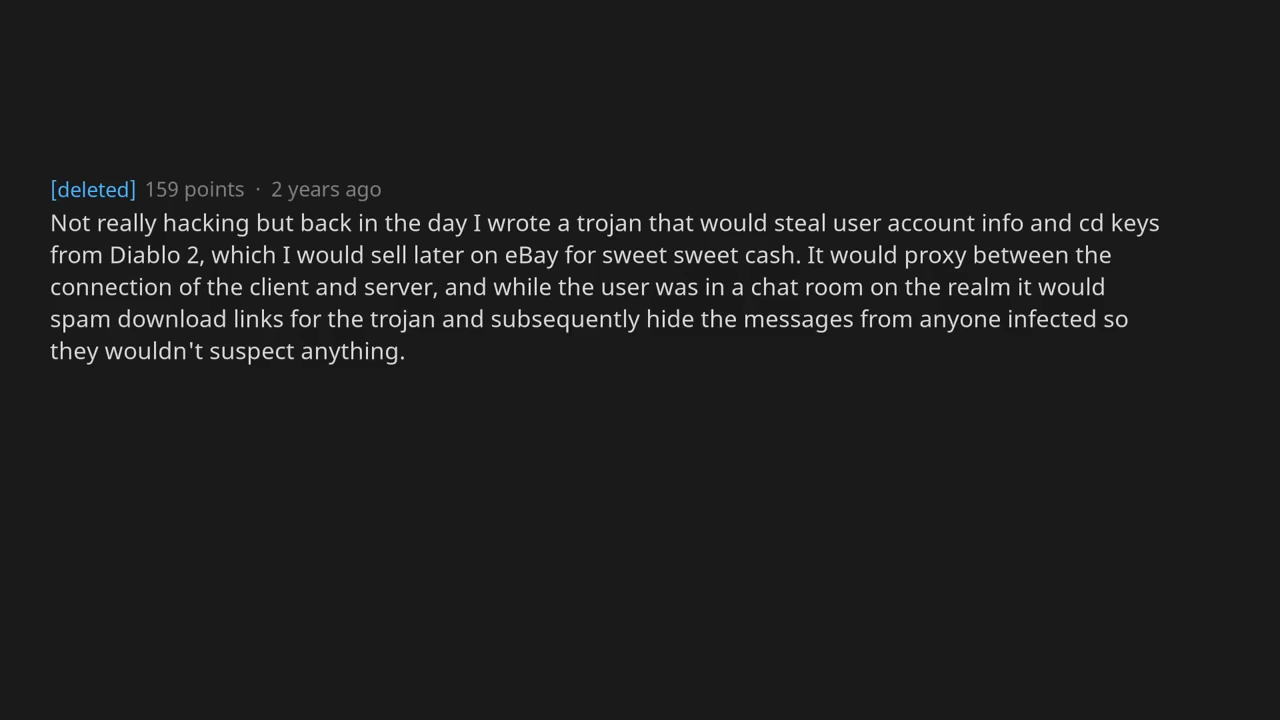 [deleted] 159 points · 2 years ago
Not really hacking but back in the day I wrote a trojan that would steal user account info and cd keys
from Diablo 2, which I would sell later on eBay for sweet sweet cash. It would proxy between the
connection of the client and server, and while the user was in a chat room on the realm it would
spam download links for the trojan and subsequently hide the messages from anyone infected so
they wouldn't suspect anything.